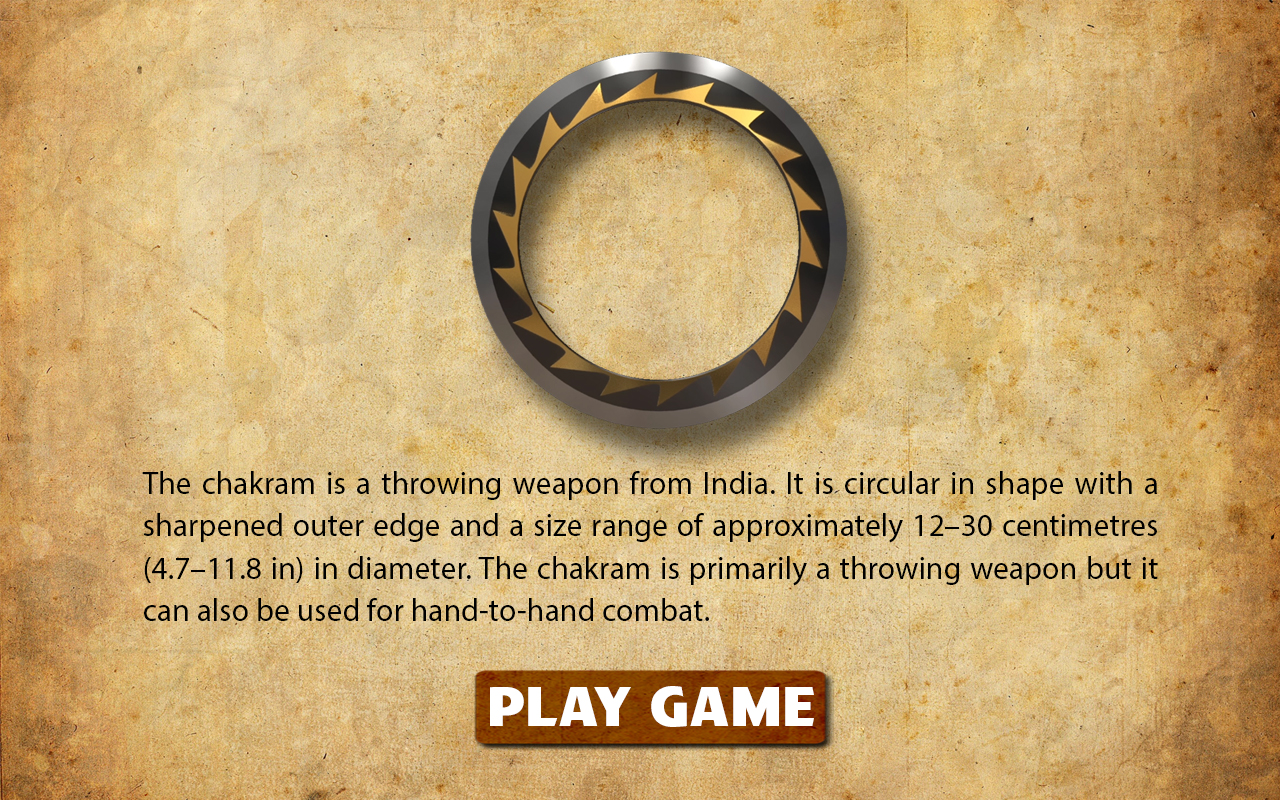 The chakram is a throwing weapon from India. It is circular in shape with a
sharpened outer edge and a size range of approximately 12–30 centimetres
(4.7–11.8 in) in diameter. The chakram is primarily a throwing weapon but it
can also be used for hand-to-hand combat.
PLAY GAME